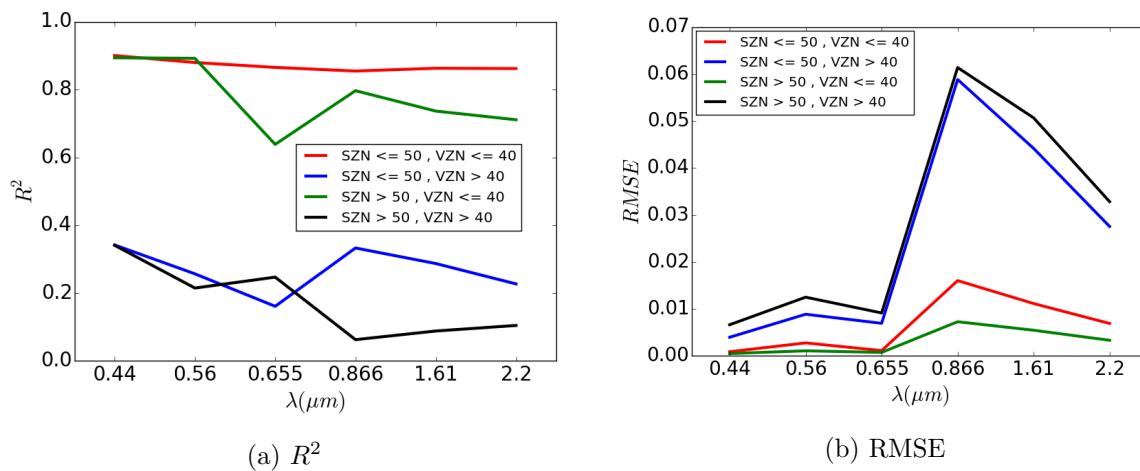 1.0
0.8
0.6
0.4
0.2
0.0
R²
SZN <= 50 , VZN <= 40
SZN <= 50 , VZN > 40
SZN > 50 , VZN <= 40
SZN > 50 , VZN > 40
0.44 0.56 0.655 0.866 1.61 2.2
λ(μm)
(a) R²
0.07
0.06
0.05
0.04
0.03
0.02
0.01
0.00
RMSE
SZN <= 50 , VZN <= 40
SZN <= 50 , VZN > 40
SZN > 50 , VZN <= 40
SZN > 50 , VZN > 40
0.44 0.56 0.655 0.866 1.61 2.2
λ(μm)
(b) RMSE